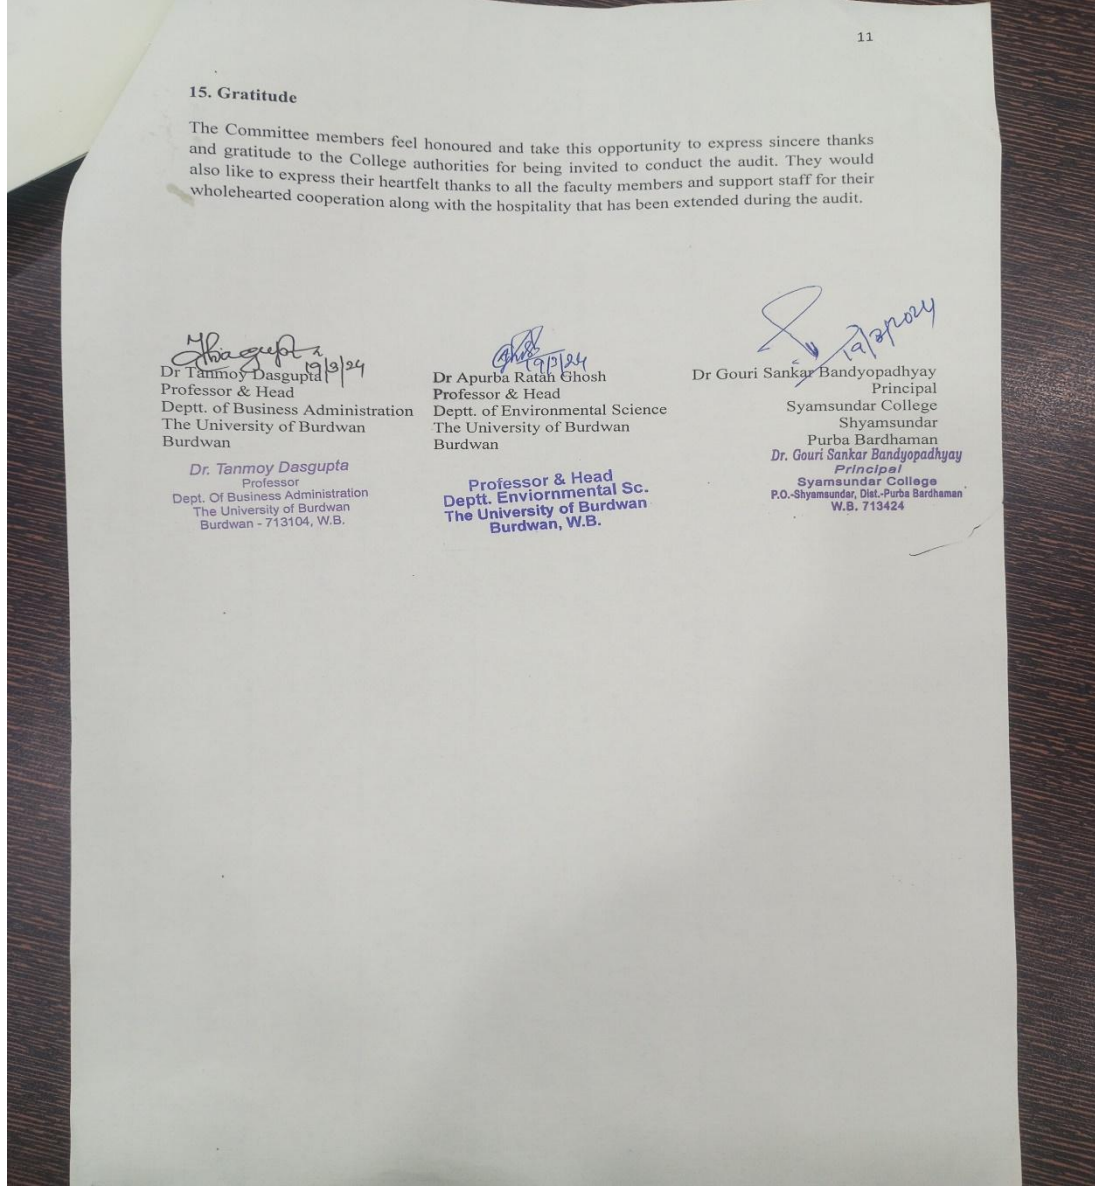 11
15. Gratitude
The Committee members feel honoured and take this opportunity to express sincere thanks
and gratitude to the College authorities for being invited to conduct the audit. They would
also like to express their heartfelt thanks to all the faculty members and support staff for their
wholehearted cooperation along with the hospitality that has been extended during the audit.
19/3/24
Dr Tanmoy Dasgupta
Professor & Head
Deptt. of Business Administration
The University of Burdwan
Burdwan
Dr. Tanmoy Dasgupta
Professor
Dept. Of Business Administration
The University of Burdwan
Burdwan - 713104, W.B.
19/3/24
Dr Apurba Ratan Ghosh
Professor & Head
Deptt. of Environmental Science
The University of Burdwan
Burdwan
Professor & Head
Deptt. Enviornmental Sc.
The University of Burdwan
Burdwan, W.B.
19/3/2024
Dr Gouri Sankar Bandyopadhyay
Principal
Syamsundar College
Shyamsundar
Purba Bardhaman
Dr. Gouri Sankar Bandyopadhyay
Principal
Syamsundar College
P.O.-Shyamsundar, Dist.-Purba Bardhaman
W.B. 713424